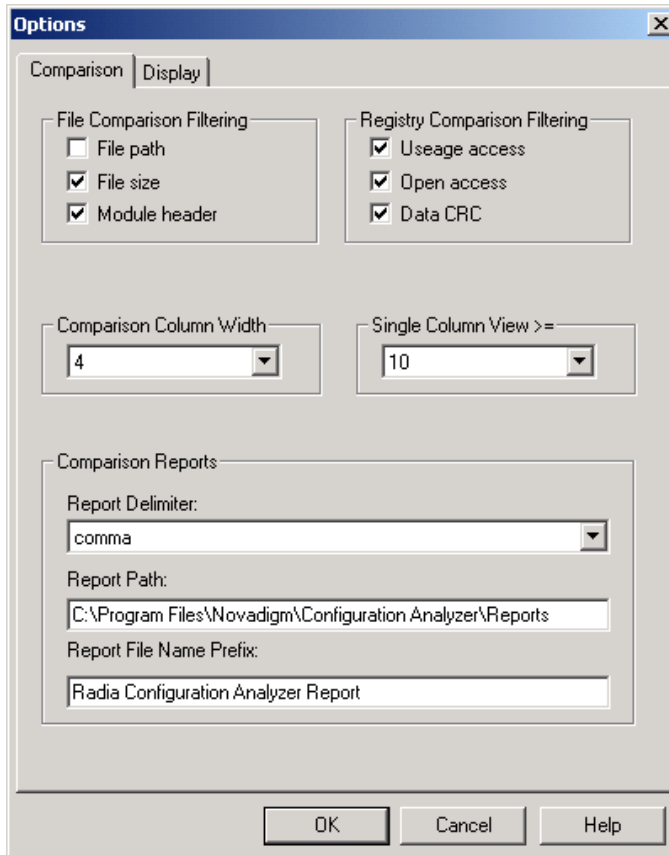 Options
Comparison
Display
File Comparison Filtering
File path
File size
Module header
Registry Comparison Filtering
Useage access
Open access
Data CRC
Comparison Column Width
4
Single Column View >=
10
Comparison Reports
Report Delimiter:
comma
Report Path:
C:\Program Files\Novadigm\Configuration Analyzer\Reports
Report File Name Prefix:
Radia Configuration Analyzer Report
OK
Cancel
Help